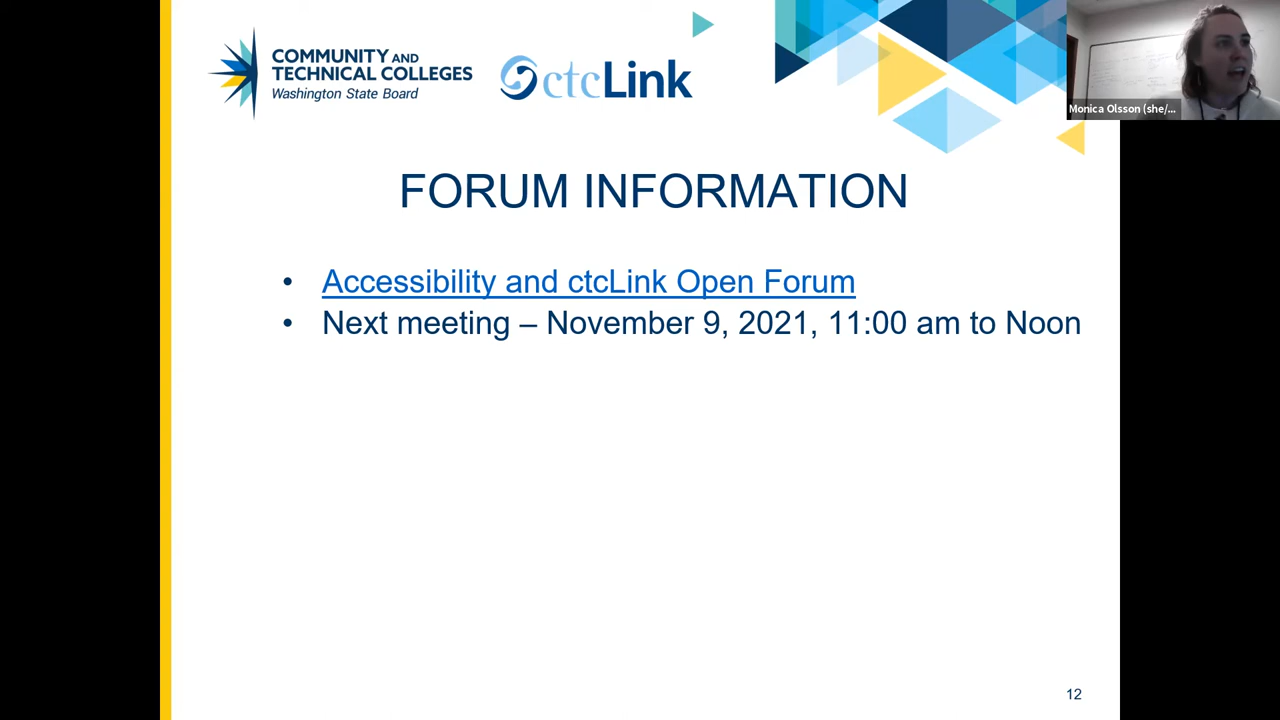 COMMUNITY AND
TECHNICAL COLLEGES
Washington State Board
ctcLink
Monica Olsson (she/...
FORUM INFORMATION
• Accessibility and ctcLink Open Forum
• Next meeting – November 9, 2021, 11:00 am to Noon
12